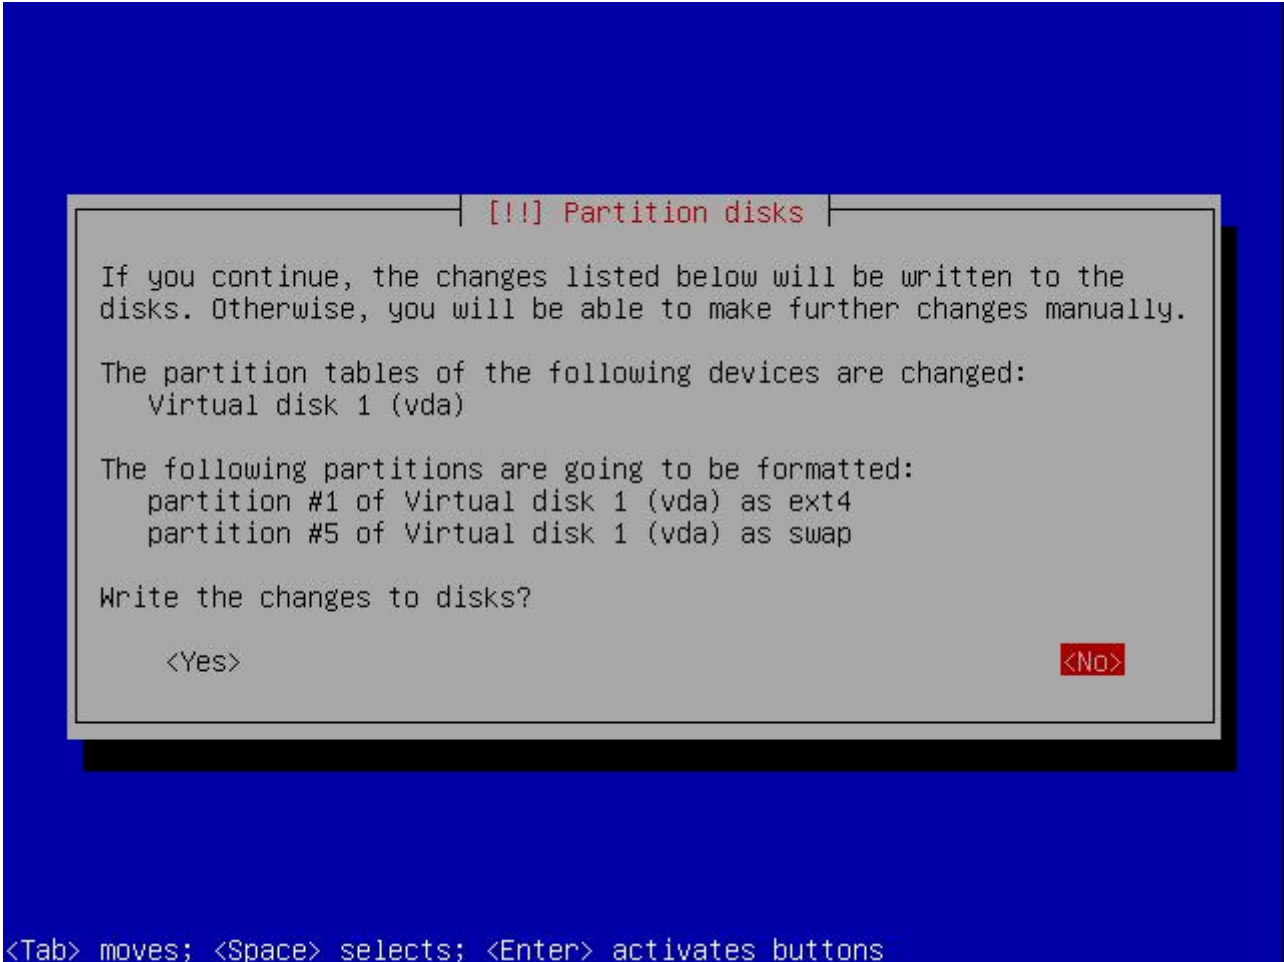 [!!] Partition disks
If you continue, the changes listed below will be written to the
disks. Otherwise, you will be able to make further changes manually.
The partition tables of the following devices are changed:
Virtual disk 1 (vda)
The following partitions are going to be formatted:
partition #1 of Virtual disk 1 (vda) as ext4
partition #5 of Virtual disk 1 (vda) as swap
Write the changes to disks?
<Yes> <No>
<Tab> moves; <Space> selects; <Enter> activates buttons